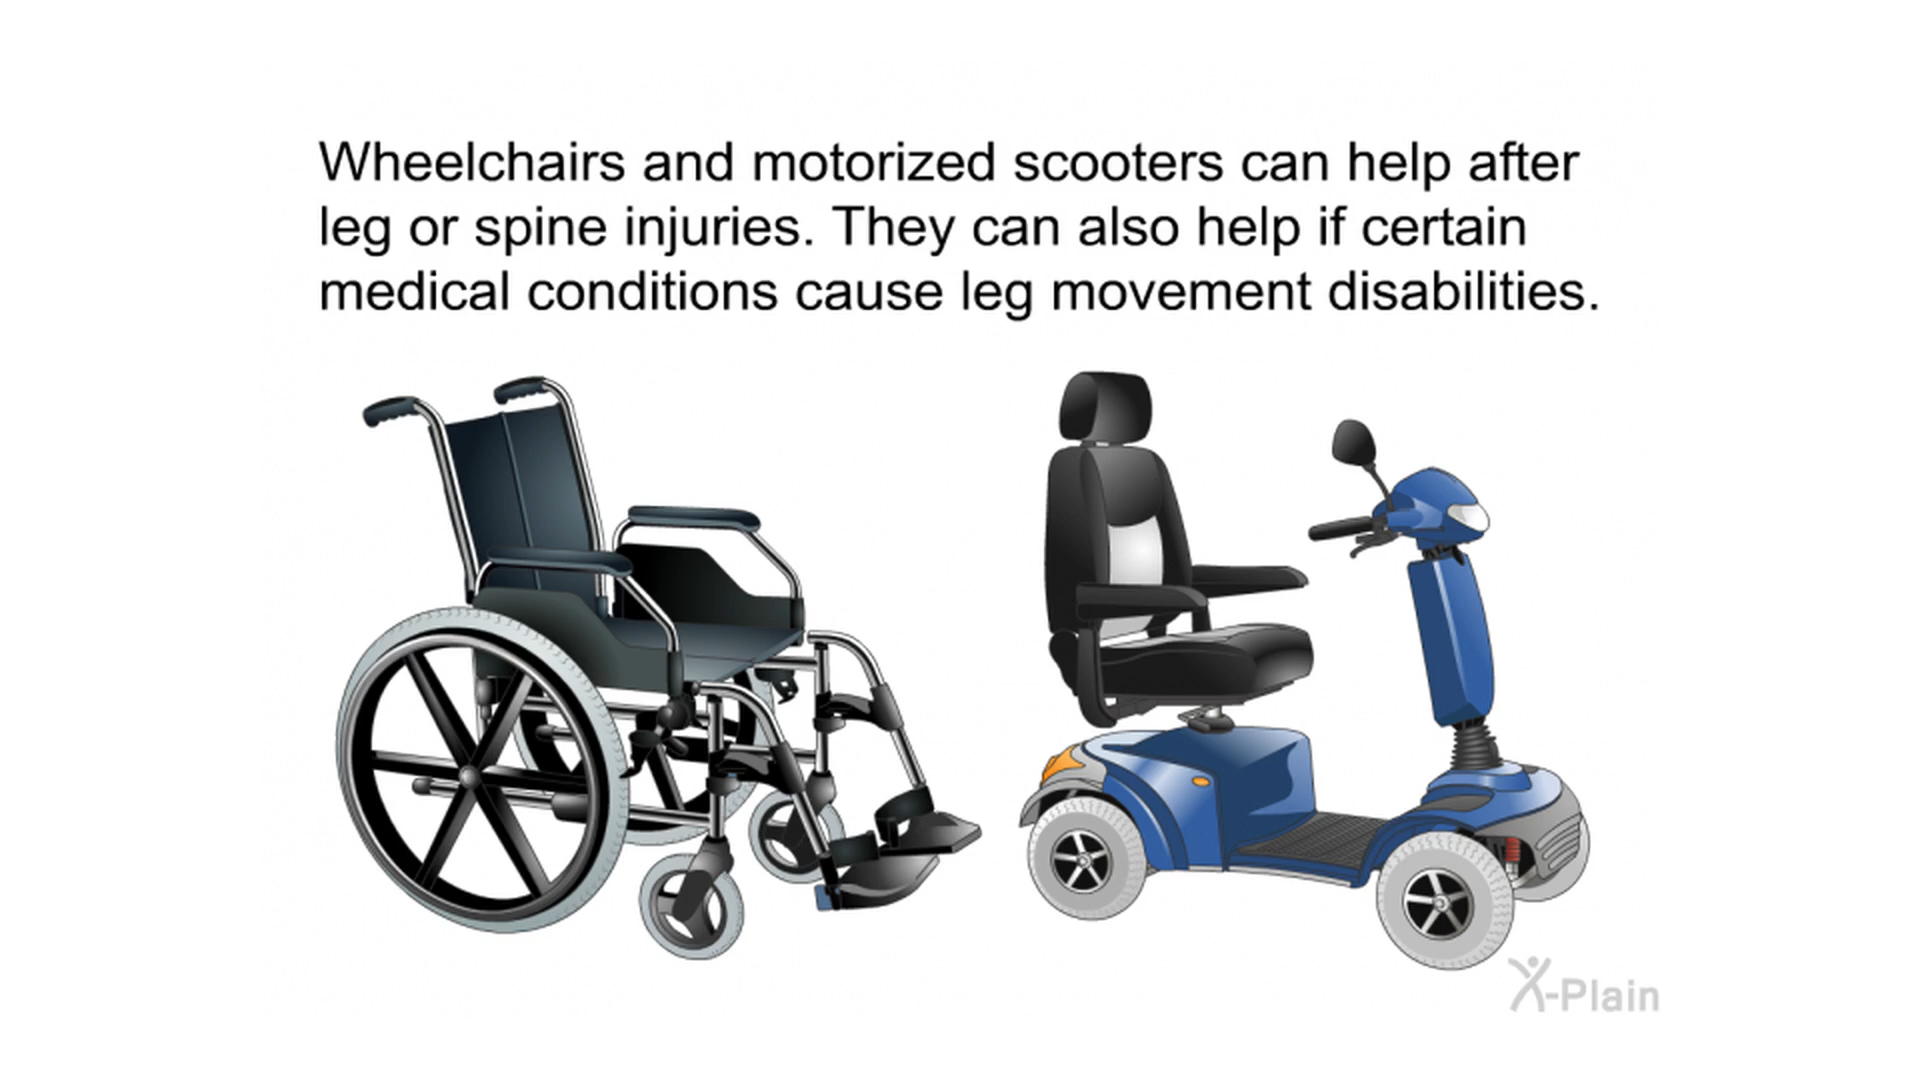 Wheelchairs and motorized scooters can help after
leg or spine injuries. They can also help if certain
medical conditions cause leg movement disabilities.
X-Plain